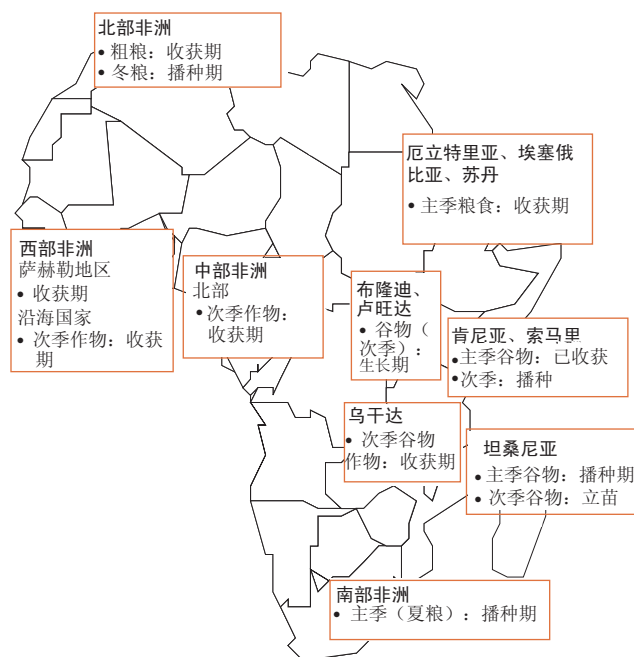 北部非洲
• 粗粮：收获期
• 冬粮：播种期
厄立特里亚、埃塞俄
比亚、苏丹
• 主季粮食：收获期
西部非洲
萨赫勒地区
• 收获期
沿海国家
• 次季作物：收获
期
中部非洲
北部
• 次季作物：
收获期
布隆迪、
卢旺达
• 谷物（
次季）：
生长期
肯尼亚、索马里
• 主季谷物：已收获
• 次季：播种
乌干达
• 次季谷物
作物：收获期
坦桑尼亚
• 主季谷物：播种期
• 次季谷物：立苗
南部非洲
• 主季（夏粮）：播种期